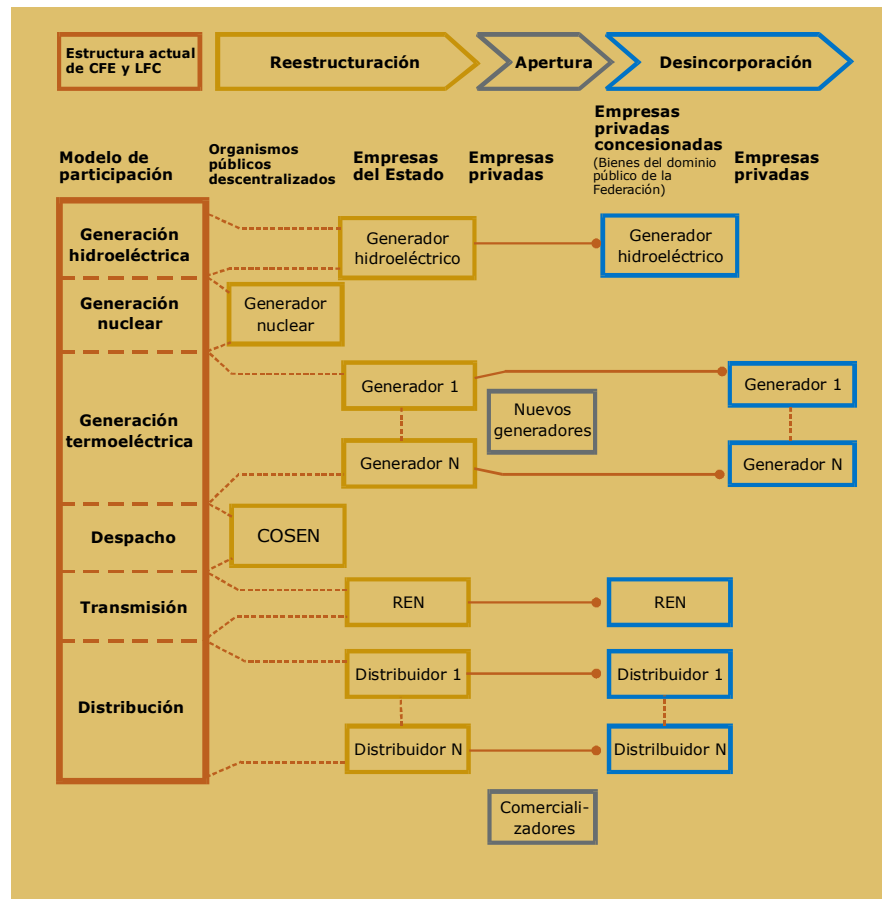 Estructura actual
de CFE y LFC
Reestructuración
Apertura
Desincorporación
Modelo de
participación
Organismos
públicos
descentralizados
Empresas
del Estado
Empresas
privadas
Empresas
privadas
concesionadas
(Bienes del dominio
público de la
Federación)
Empresas
privadas
Generación
hidroeléctrica
Generador
hidroeléctrico
Generador
hidroeléctrico
Generación
nuclear
Generador
nuclear
Generación
termoeléctrica
Generador 1
Nuevos
generadores
Generador 1
Generador N
Generador N
Despacho
COSEN
Transmisión
REN
REN
Distribución
Distribuidor 1
Distribuidor 1
Distribuidor N
Distrilbuidor N
Comerciali-
zadores